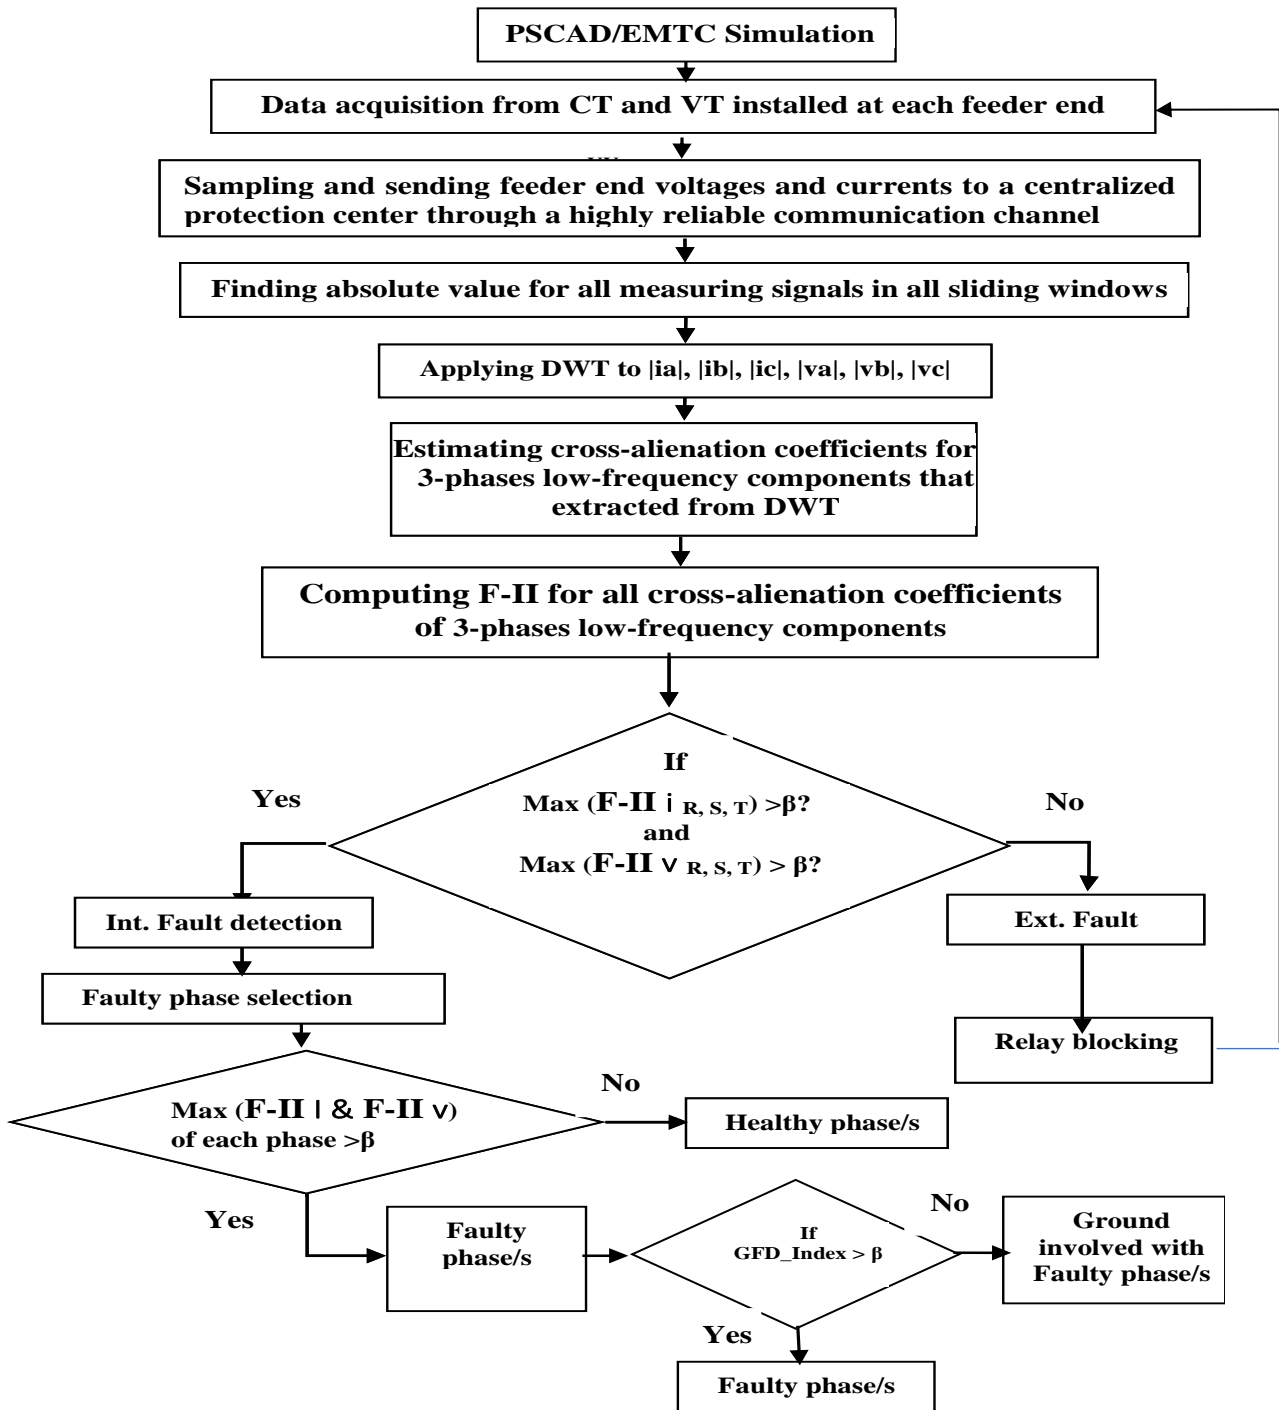 PSCAD/EMTC Simulation
Data acquisition from CT and VT installed at each feeder end
Sampling and sending feeder end voltages and currents to a centralized
protection center through a highly reliable communication channel
Finding absolute value for all measuring signals in all sliding windows
Applying DWT to |ia|, |ib|, |ic|, |va|, |vb|, |vc|
Estimating cross-alienation coefficients for
3-phases low-frequency components that
extracted from DWT
Computing F-II for all cross-alienation coefficients
of 3-phases low-frequency components
If
Max (F-II i R, S, T) >β?
and
Max (F-II v R, S, T) > β?
Yes
No
Int. Fault detection
Ext. Fault
Faulty phase selection
Relay blocking
Max (F-II I & F-II v)
of each phase >β
No
Healthy phase/s
Yes
Faulty
phase/s
If
GFD_Index > β
No
Ground
involved with
Faulty phase/s
Yes
Faulty phase/s